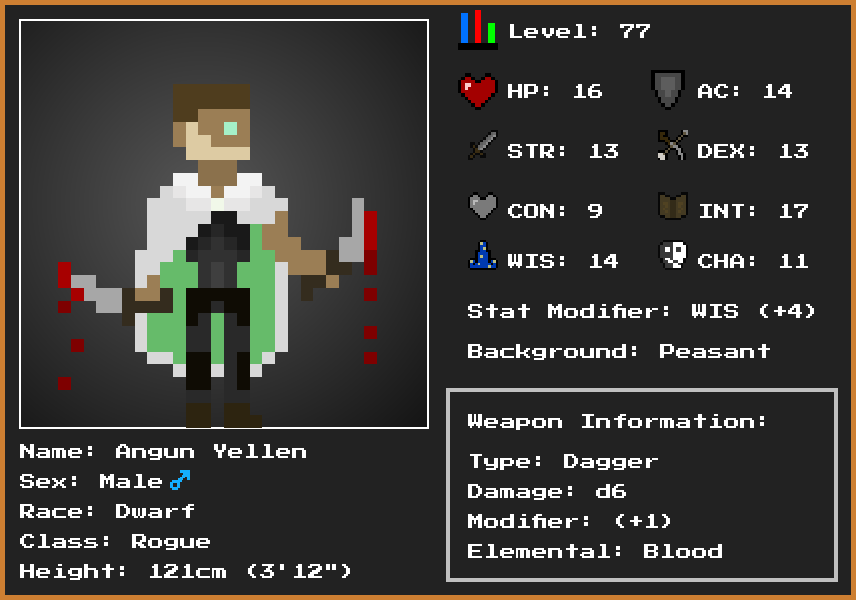 Level: 77
HP: 16
AC: 14
STR: 13
DEX: 13
CON: 9
INT: 17
WIS: 14
CHA: 11
Stat Modifier: WIS (+4)
Background: Peasant
Weapon Information:
Type: Dagger
Damage: d6
Modifier: (+1)
Elemental: Blood
Name: Angun Yellen
Sex: Male♂
Race: Dwarf
Class: Rogue
Height: 121cm (3'12")